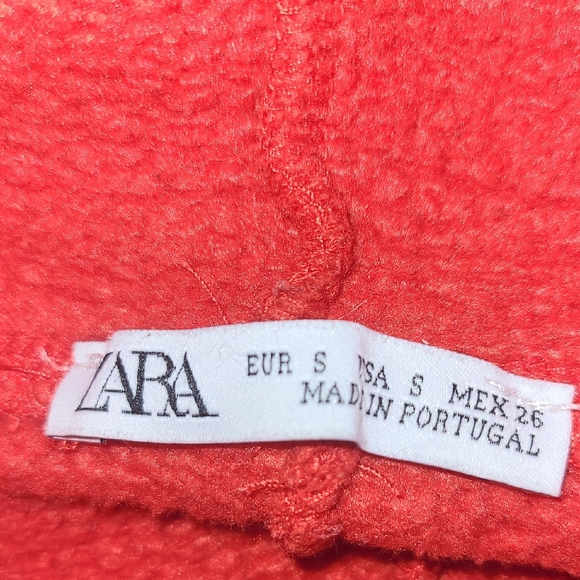 ZARA
EUR S USA S MEX 26
MADE IN PORTUGAL